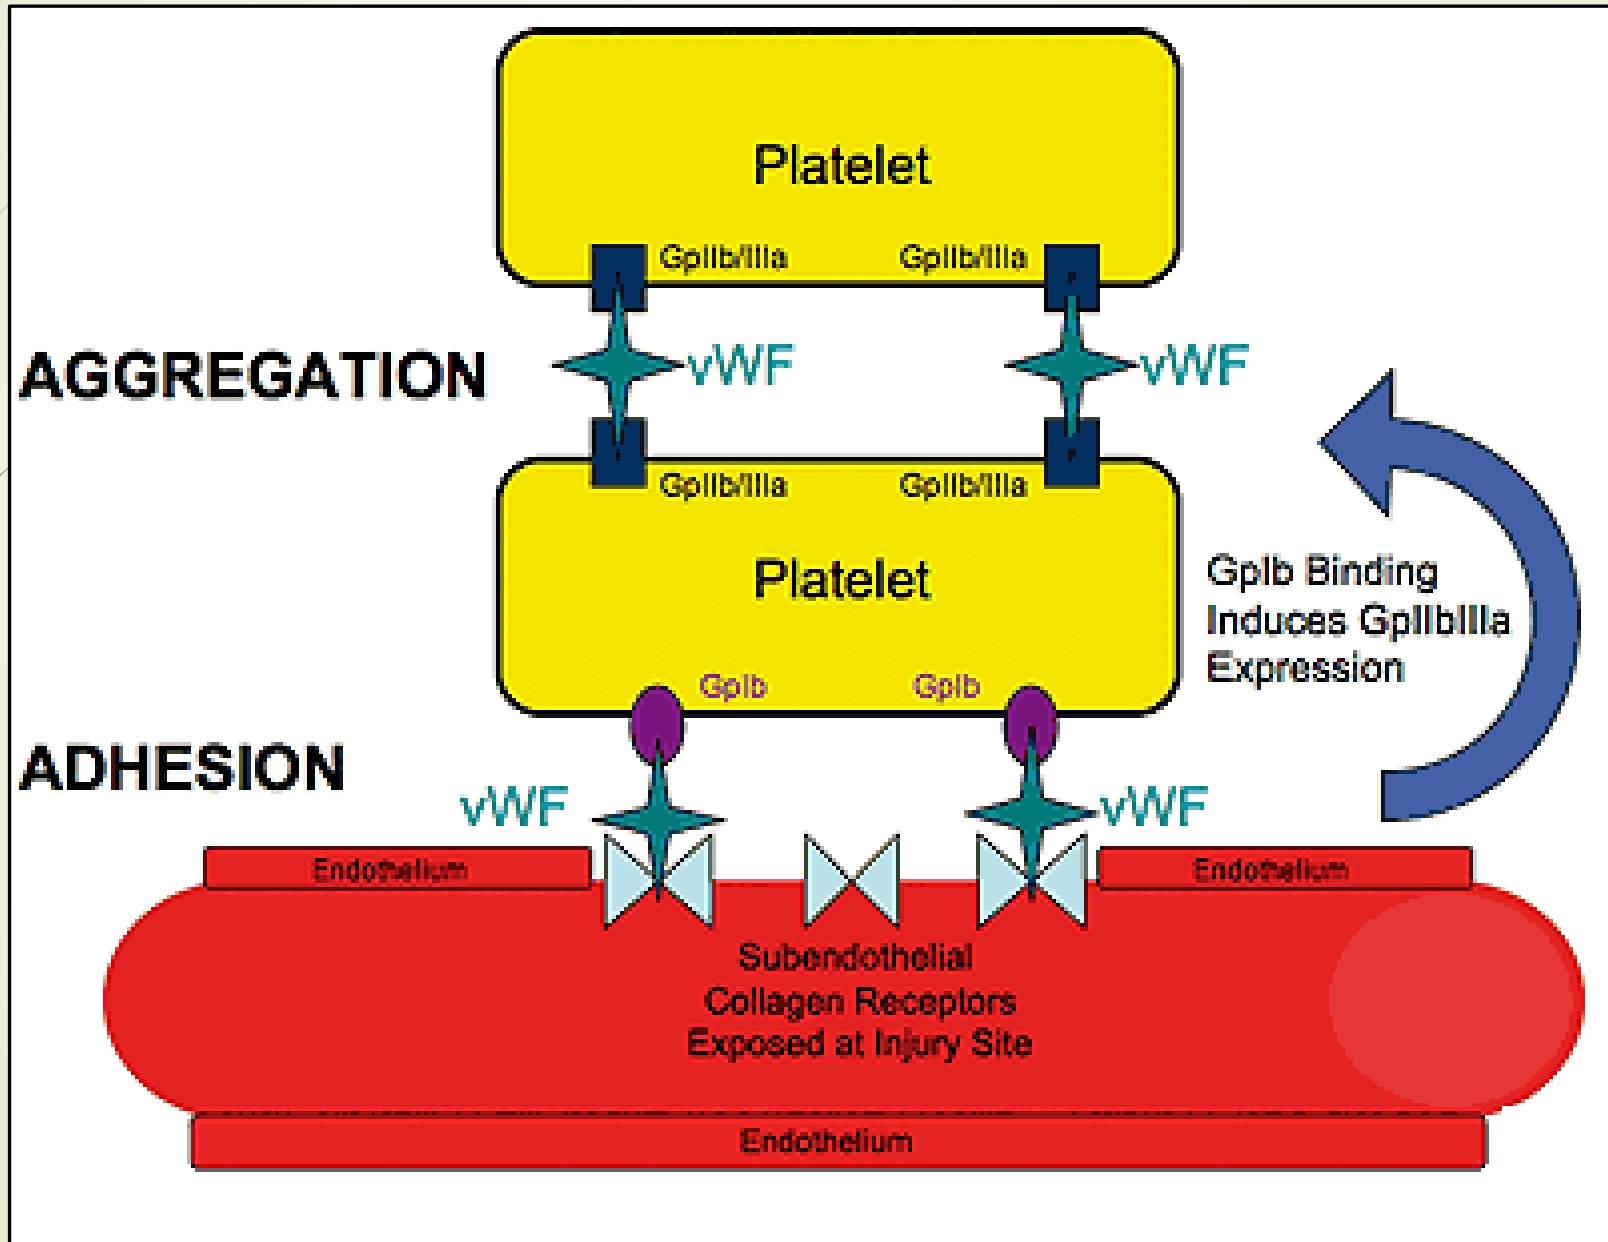 Platelet
GpIIb/IIIa GpIIb/IIIa
AGGREGATION
vWF vWF
GpIIb/IIIa GpIIb/IIIa
Platelet
GpIb Binding
Induces GpIIbIIIa
Expression
GpIb GpIb
ADHESION
vWF vWF
Endothelium Endothelium
Subendothelial
Collagen Receptors
Exposed at Injury Site
Endothelium